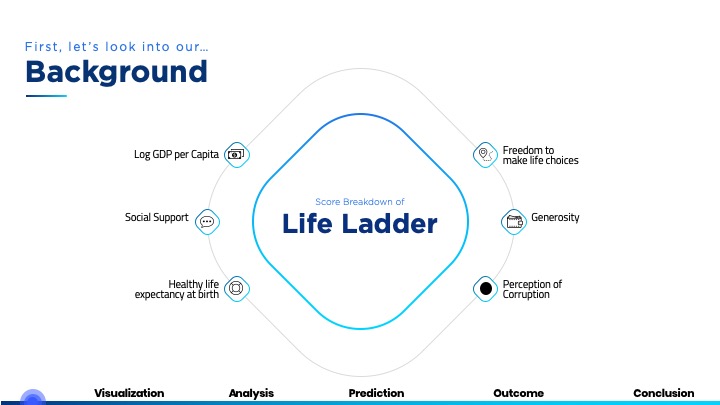 First, let's look into our...
Background
Log GDP per Capita
Social Support
Healthy life
expectancy at birth
Score Breakdown of
Life Ladder
Freedom to
make life choices
Generosity
Perception of
Corruption
Visualization
Analysis
Prediction
Outcome
Conclusion